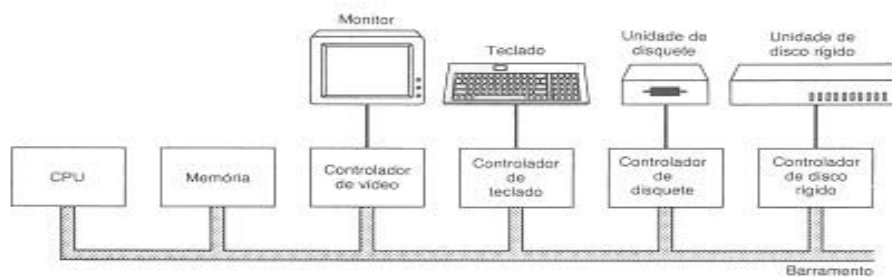 Monitor
Teclado
Unidade de
disquete
Unidade de
disco rígido
CPU
Memória
Controlador
de vídeo
Controlador
de
teclado
Controlador
de
disquete
Controlador
de disco
rígido
Barramento